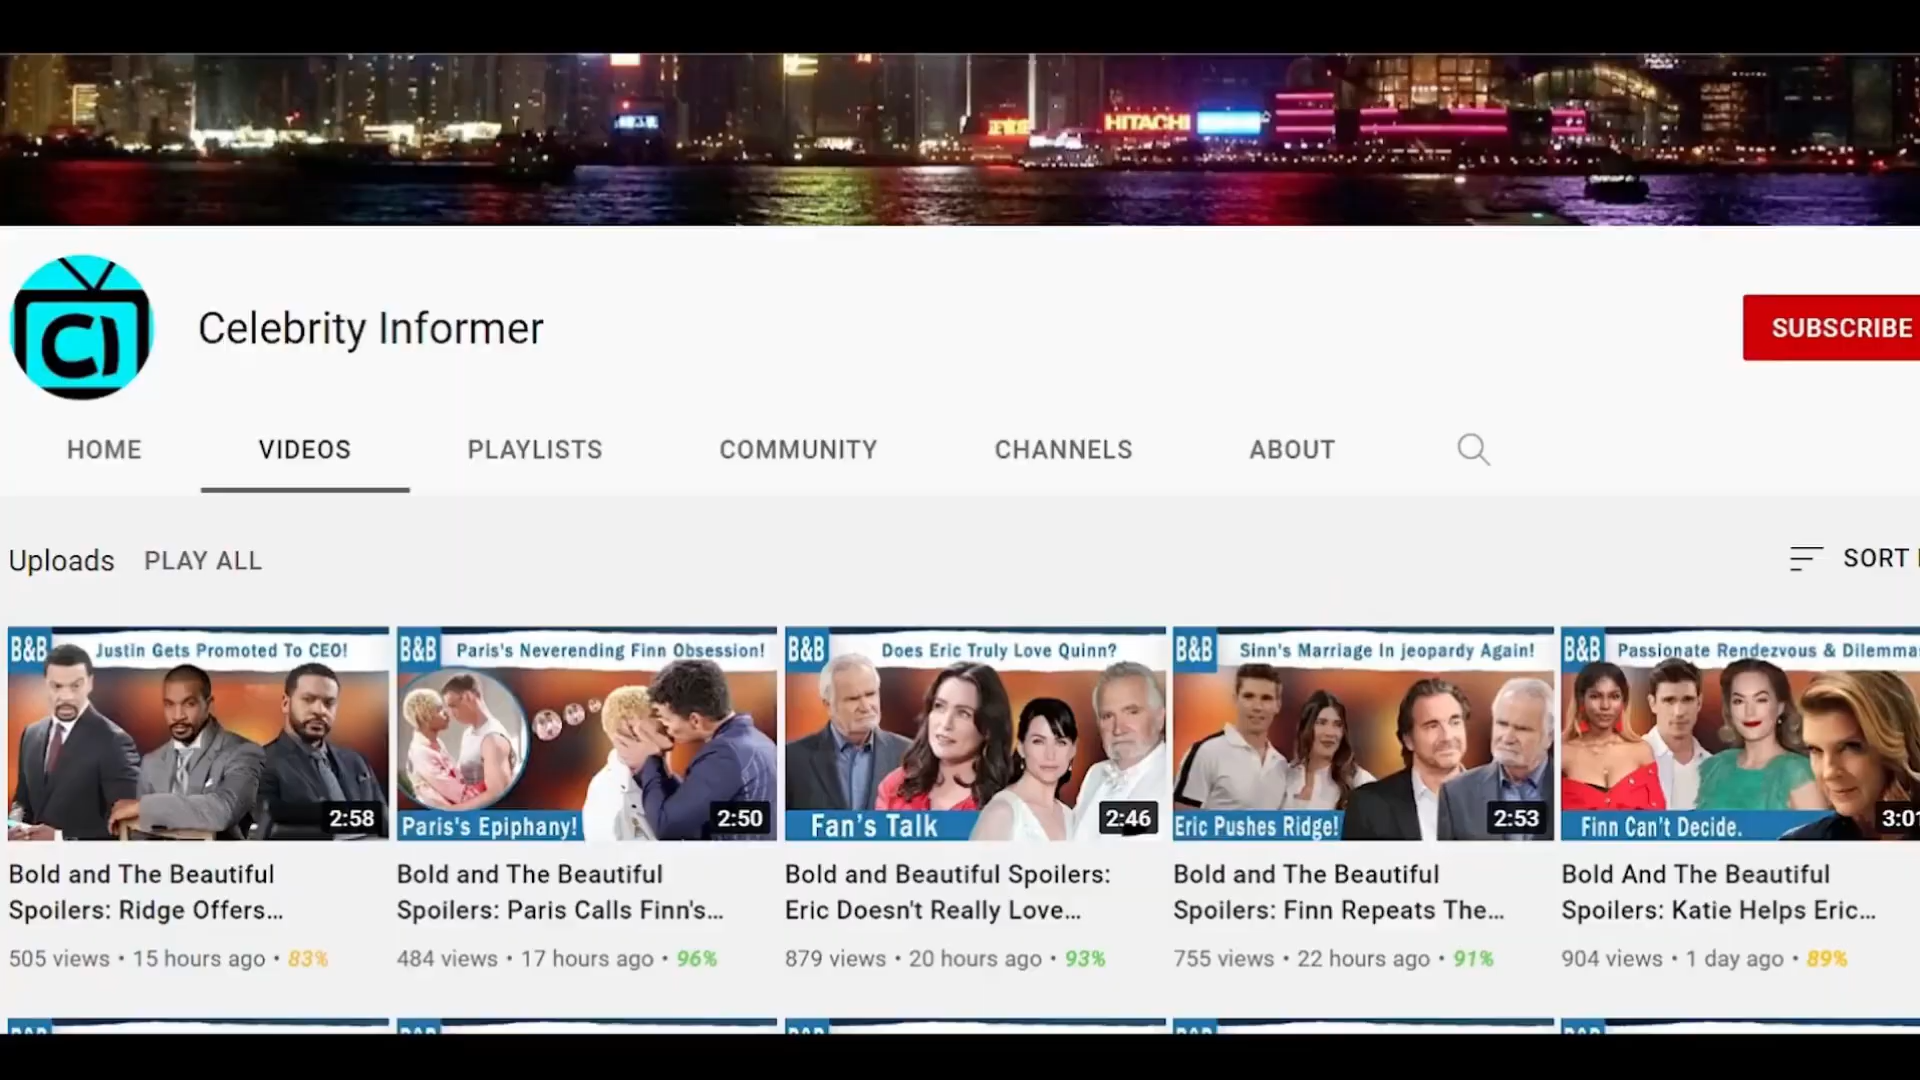 HITACHI
CI
Celebrity Informer
SUBSCRIBE
HOME
VIDEOS
PLAYLISTS
COMMUNITY
CHANNELS
ABOUT
Uploads
PLAY ALL
SORT
B&B
Justin Gets Promoted To CEO!
2:58
B&B
Paris's Neverending Finn Obsession!
Paris's Epiphany!
2:50
B&B
Does Eric Truly Love Quinn?
Fan's Talk
2:46
B&B
Sinn's Marriage In jeopardy Again!
Eric Pushes Ridge!
2:53
B&B
Passionate Rendezvous & Dilemmas
Finn Can't Decide.
3:01
Bold and The Beautiful
Spoilers: Ridge Offers...
505 views • 15 hours ago • 83%
Bold and The Beautiful
Spoilers: Paris Calls Finn's...
484 views • 17 hours ago • 96%
Bold and Beautiful Spoilers:
Eric Doesn't Really Love...
879 views • 20 hours ago • 93%
Bold and The Beautiful
Spoilers: Finn Repeats The...
755 views • 22 hours ago • 91%
Bold And The Beautiful
Spoilers: Katie Helps Eric...
904 views • 1 day ago • 89%